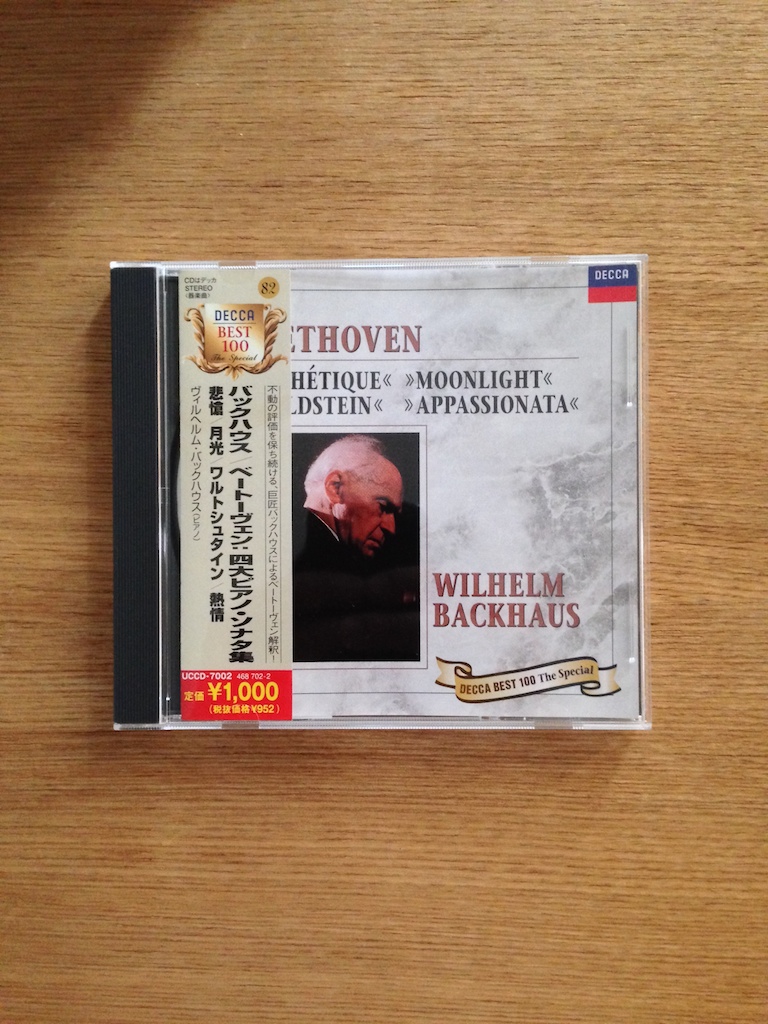 CDはデッカ
STEREO
〈器楽曲〉
82
DECCA
BEST
100
The Special
不動の評価を保ち続ける、巨匠バックハウスによるベートーヴェン解釈!
バックハウス／ベートーヴェン:四大ピアノ・ソナタ集
悲愴 月光 ワルトシュタイン 熱情
ヴィルヘルム・バックハウス(ピアノ)
UCCD-7002 468 702-2
定価 ¥1,000
(税抜価格¥952)
DECCA
ETHOVEN
HÉTIQUE« »MOONLIGHT«
LDSTEIN« »APPASSIONATA«
WILHELM
BACKHAUS
DECCA BEST 100 The Special